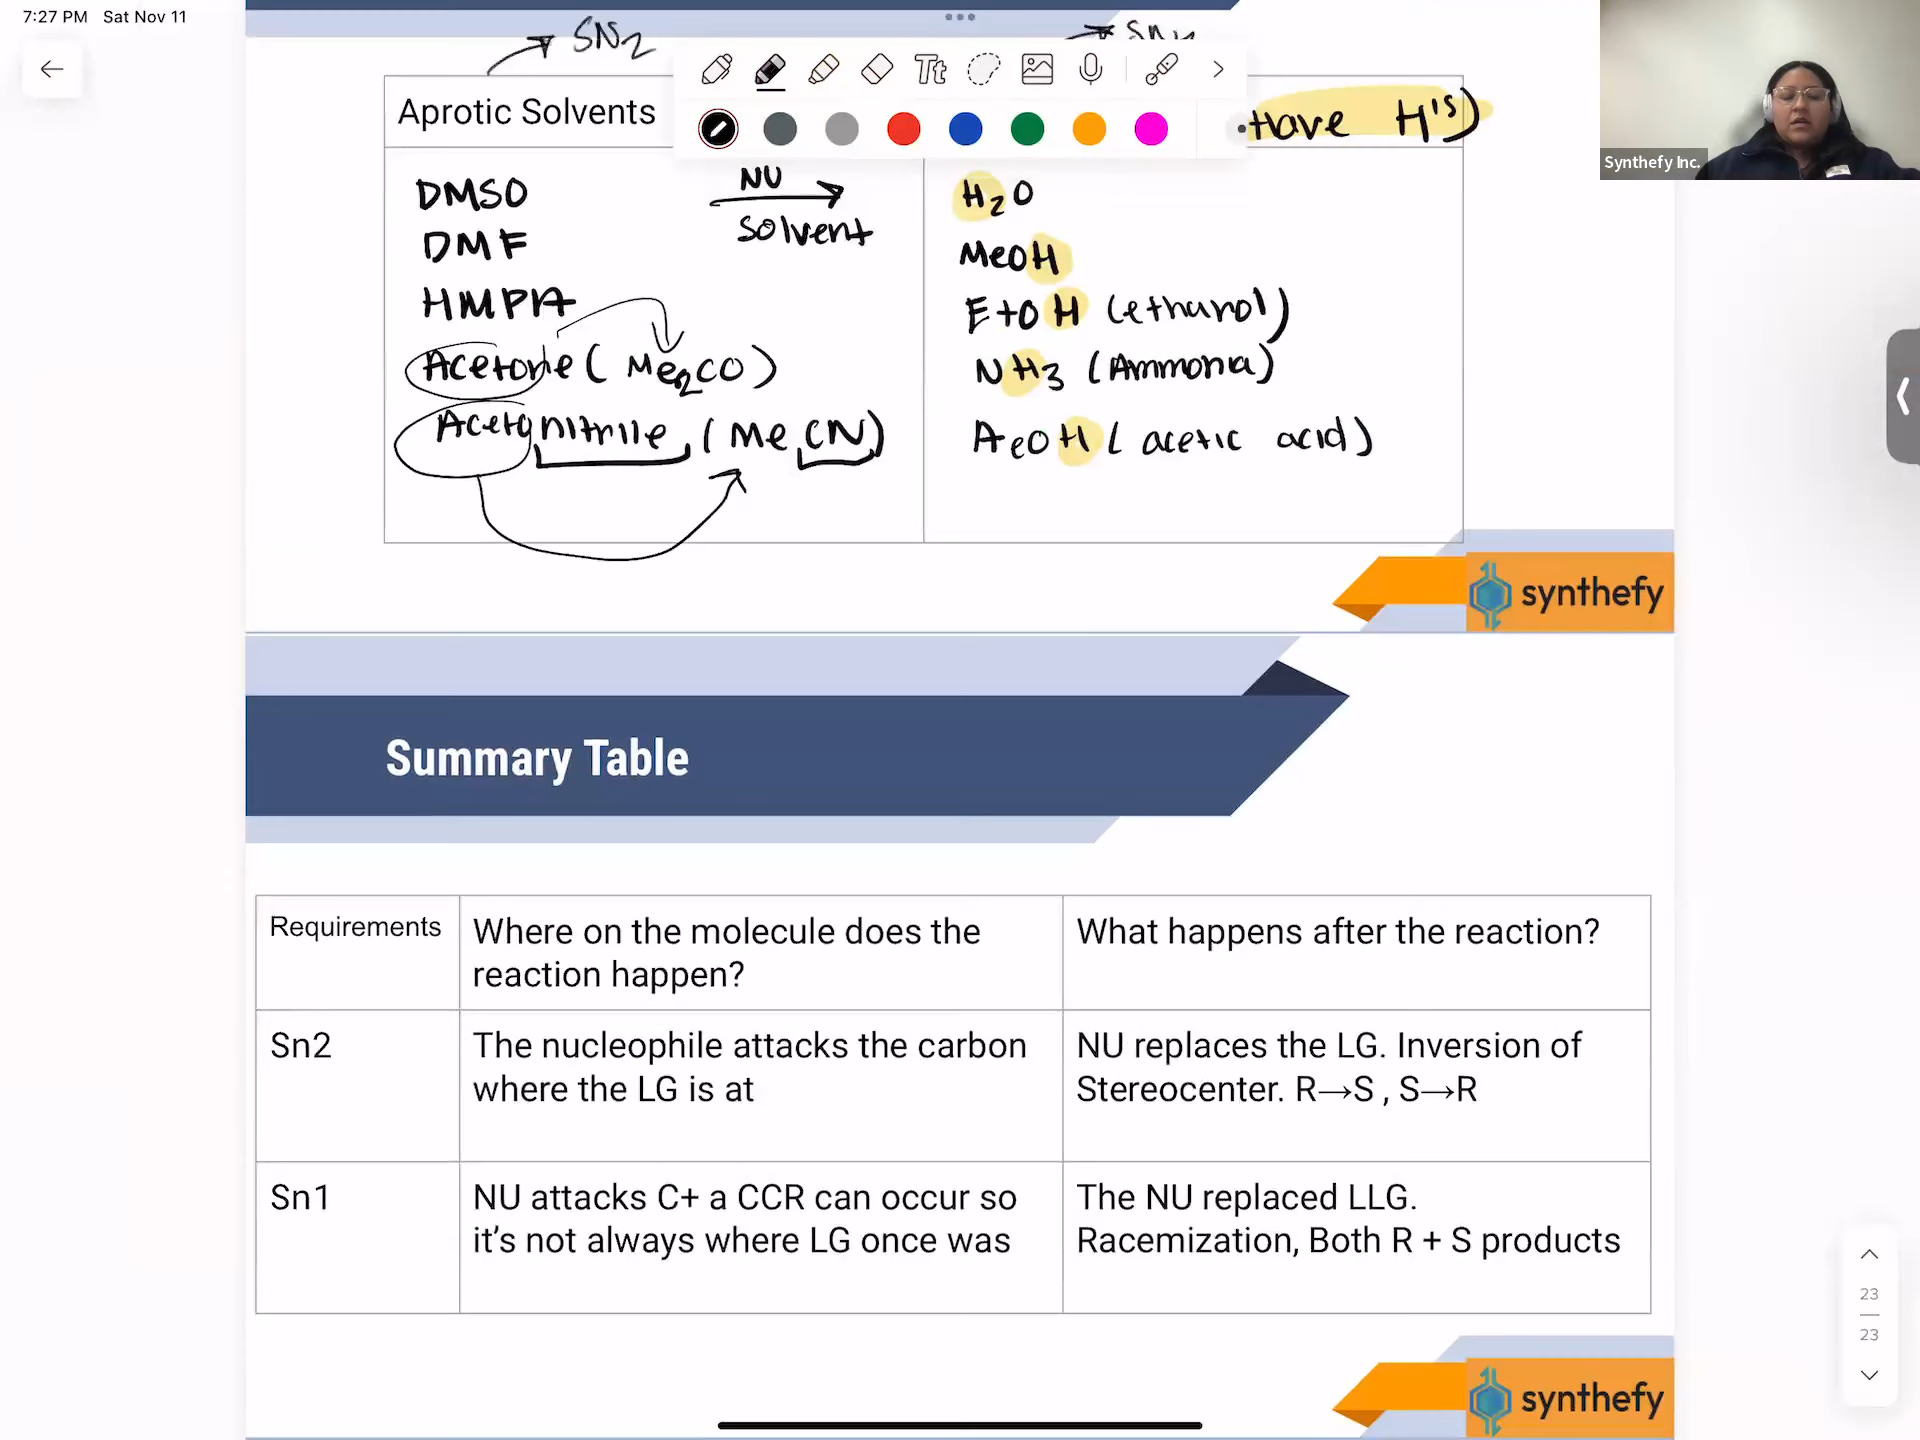 7:27 PM Sat Nov 11
SN2
Tt
Synthefy Inc.
Aprotic Solvents
Have H's)
DMSO
DMF
HMPA
Acetone (Me2CO)
Acetonitrile (MeCN)
NU
Solvent
H2O
MeOH
EtOH (ethanol)
NH3 (Ammonia)
AcOH (acetic acid)
synthefy
Summary Table
Requirements
Where on the molecule does the
reaction happen?
What happens after the reaction?
Sn2
The nucleophile attacks the carbon
where the LG is at
NU replaces the LG. Inversion of
Stereocenter. R→S , S→R
Sn1
NU attacks C+ a CCR can occur so
it's not always where LG once was
The NU replaced LLG.
Racemization, Both R + S products
23
23
synthefy